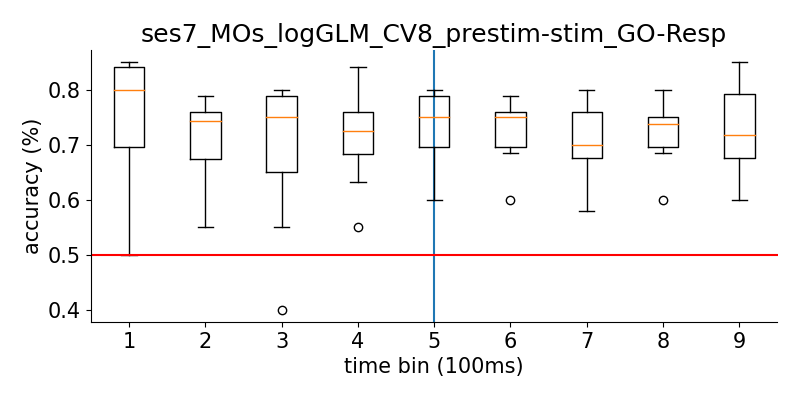 ses7_MOs_logGLM_CV8_prestim-stim_GO-Resp
accuracy (%)
0.8
0.7
0.6
0.5
0.4
1 2 3 4 5 6 7 8 9
time bin (100ms)